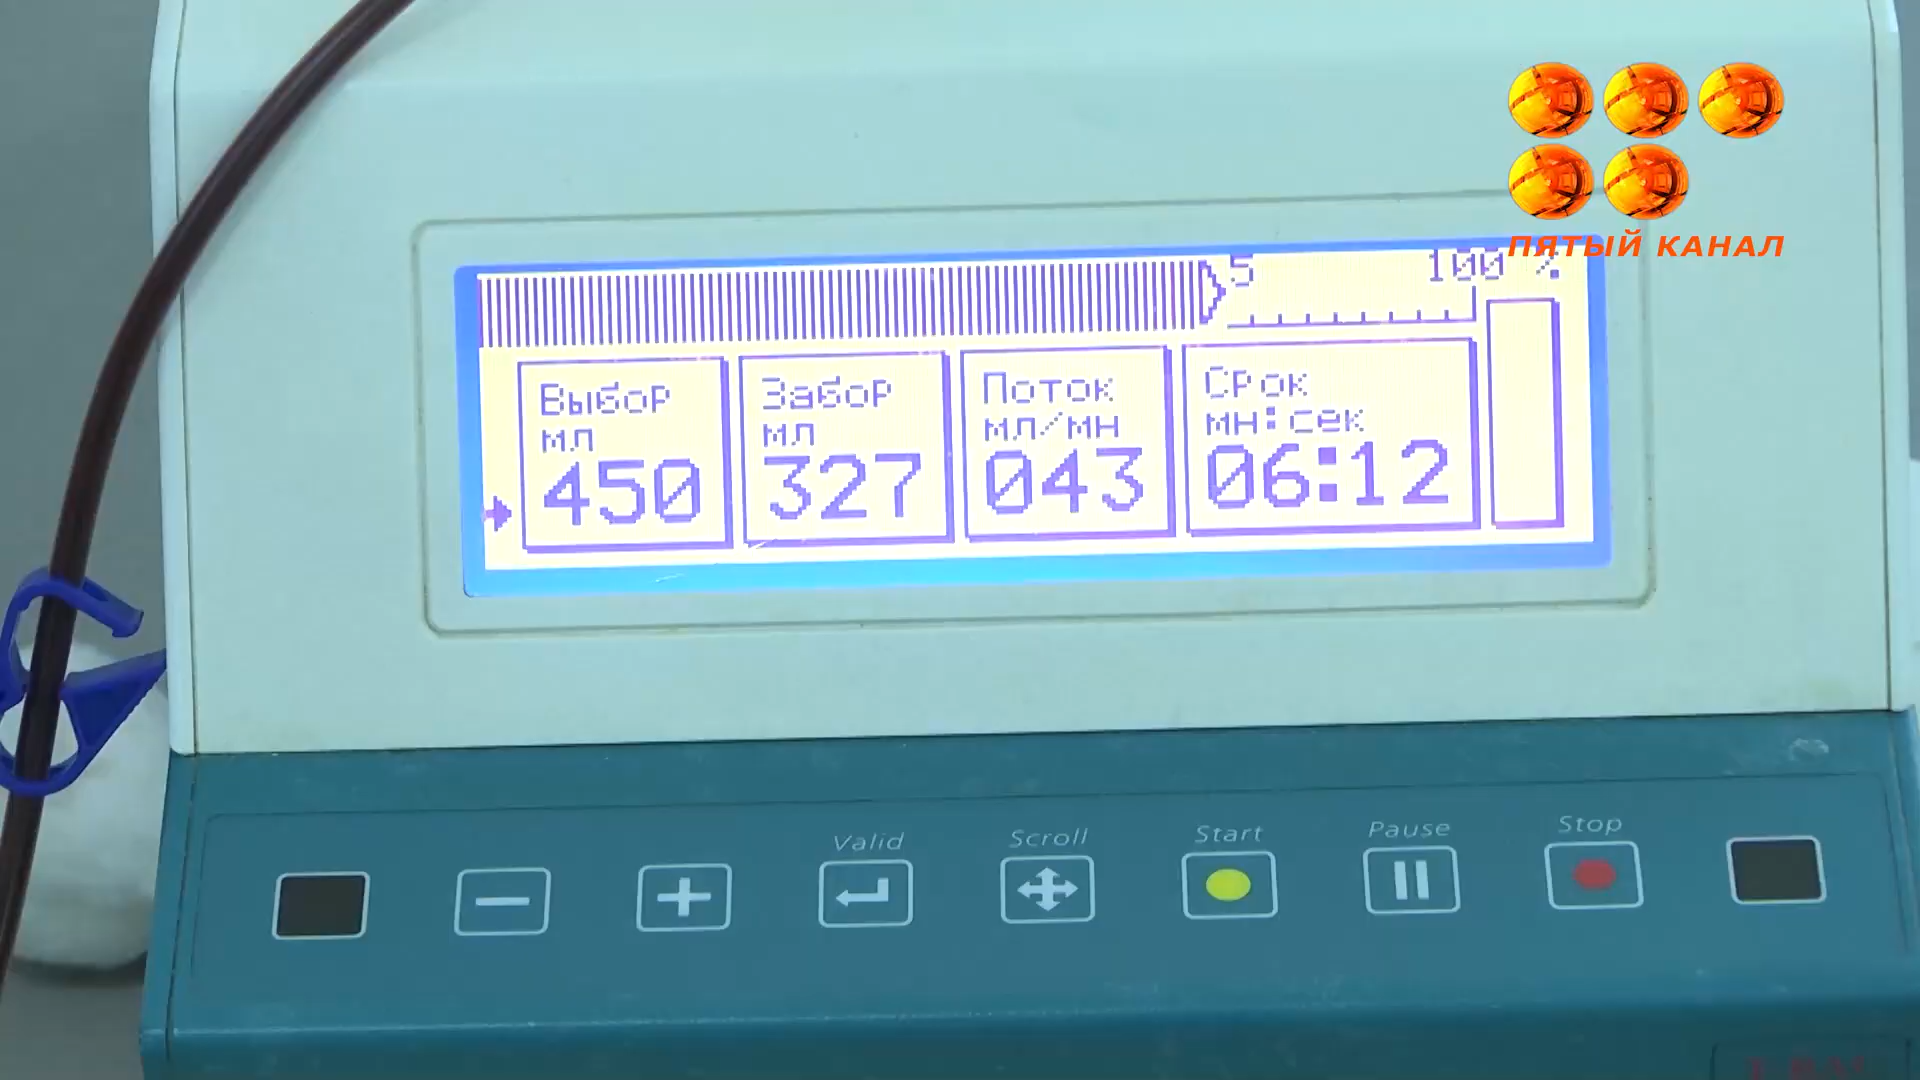 ПЯТЫЙ КАНАЛ
5 100 %
Выбор
мл
450
Забор
мл
327
Поток
мл/мн
043
Срок
мн:сек
06:12
Valid
Scroll
Start
Pause
Stop